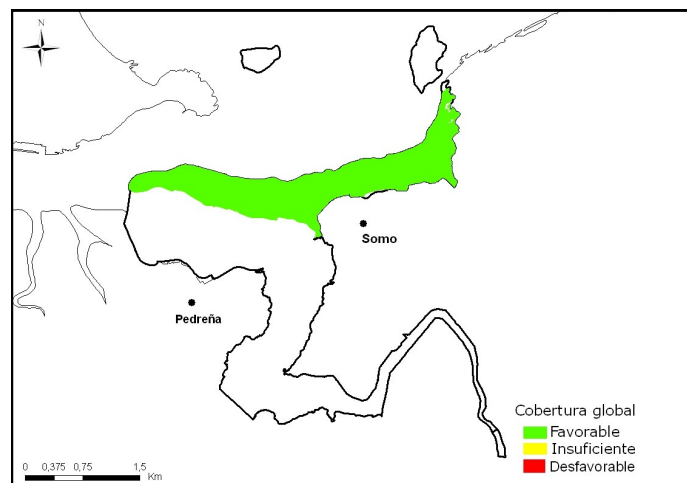 N
Somo
Pedreña
Cobertura global
Favorable
Insuficiente
Desfavorable
0 0,375 0,75 1,5
Km